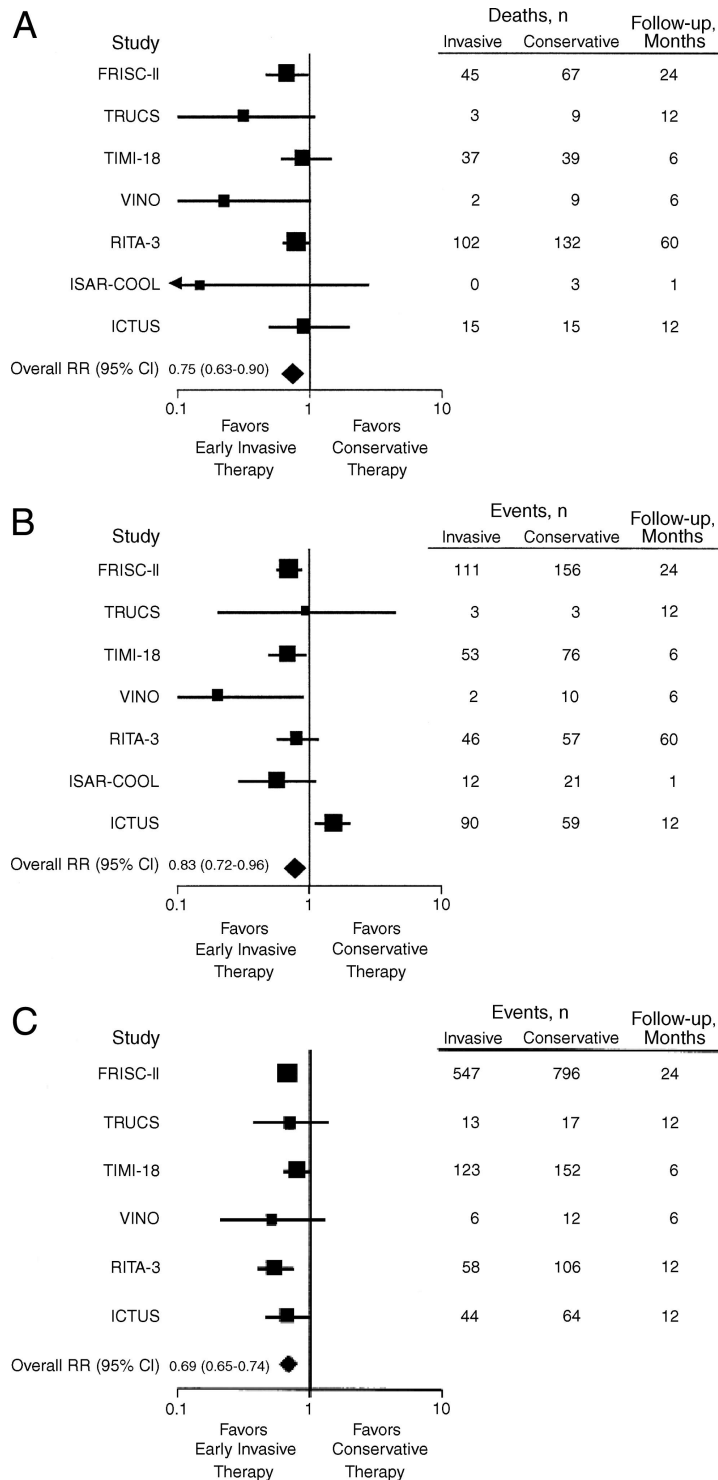 A
Deaths, n
Follow-up,
Study
Invasive Conservative Months
FRISC-II 45 67 24
TRUCS 3 9 12
TIMI-18 37 39 6
VINO 2 9 6
RITA-3 102 132 60
ISAR-COOL 0 3 1
ICTUS 15 15 12
Overall RR (95% CI) 0.75 (0.63-0.90)
0.1 1 10
Favors Favors
Early Invasive Conservative
Therapy Therapy
B
Events, n
Follow-up,
Study
Invasive Conservative Months
FRISC-II 111 156 24
TRUCS 3 3 12
TIMI-18 53 76 6
VINO 2 10 6
RITA-3 46 57 60
ISAR-COOL 12 21 1
ICTUS 90 59 12
Overall RR (95% CI) 0.83 (0.72-0.96)
0.1 1 10
Favors Favors
Early Invasive Conservative
Therapy Therapy
C
Events, n
Follow-up,
Study
Invasive Conservative Months
FRISC-II 547 796 24
TRUCS 13 17 12
TIMI-18 123 152 6
VINO 6 12 6
RITA-3 58 106 12
ICTUS 44 64 12
Overall RR (95% CI) 0.69 (0.65-0.74)
0.1 1 10
Favors Favors
Early Invasive Conservative
Therapy Therapy